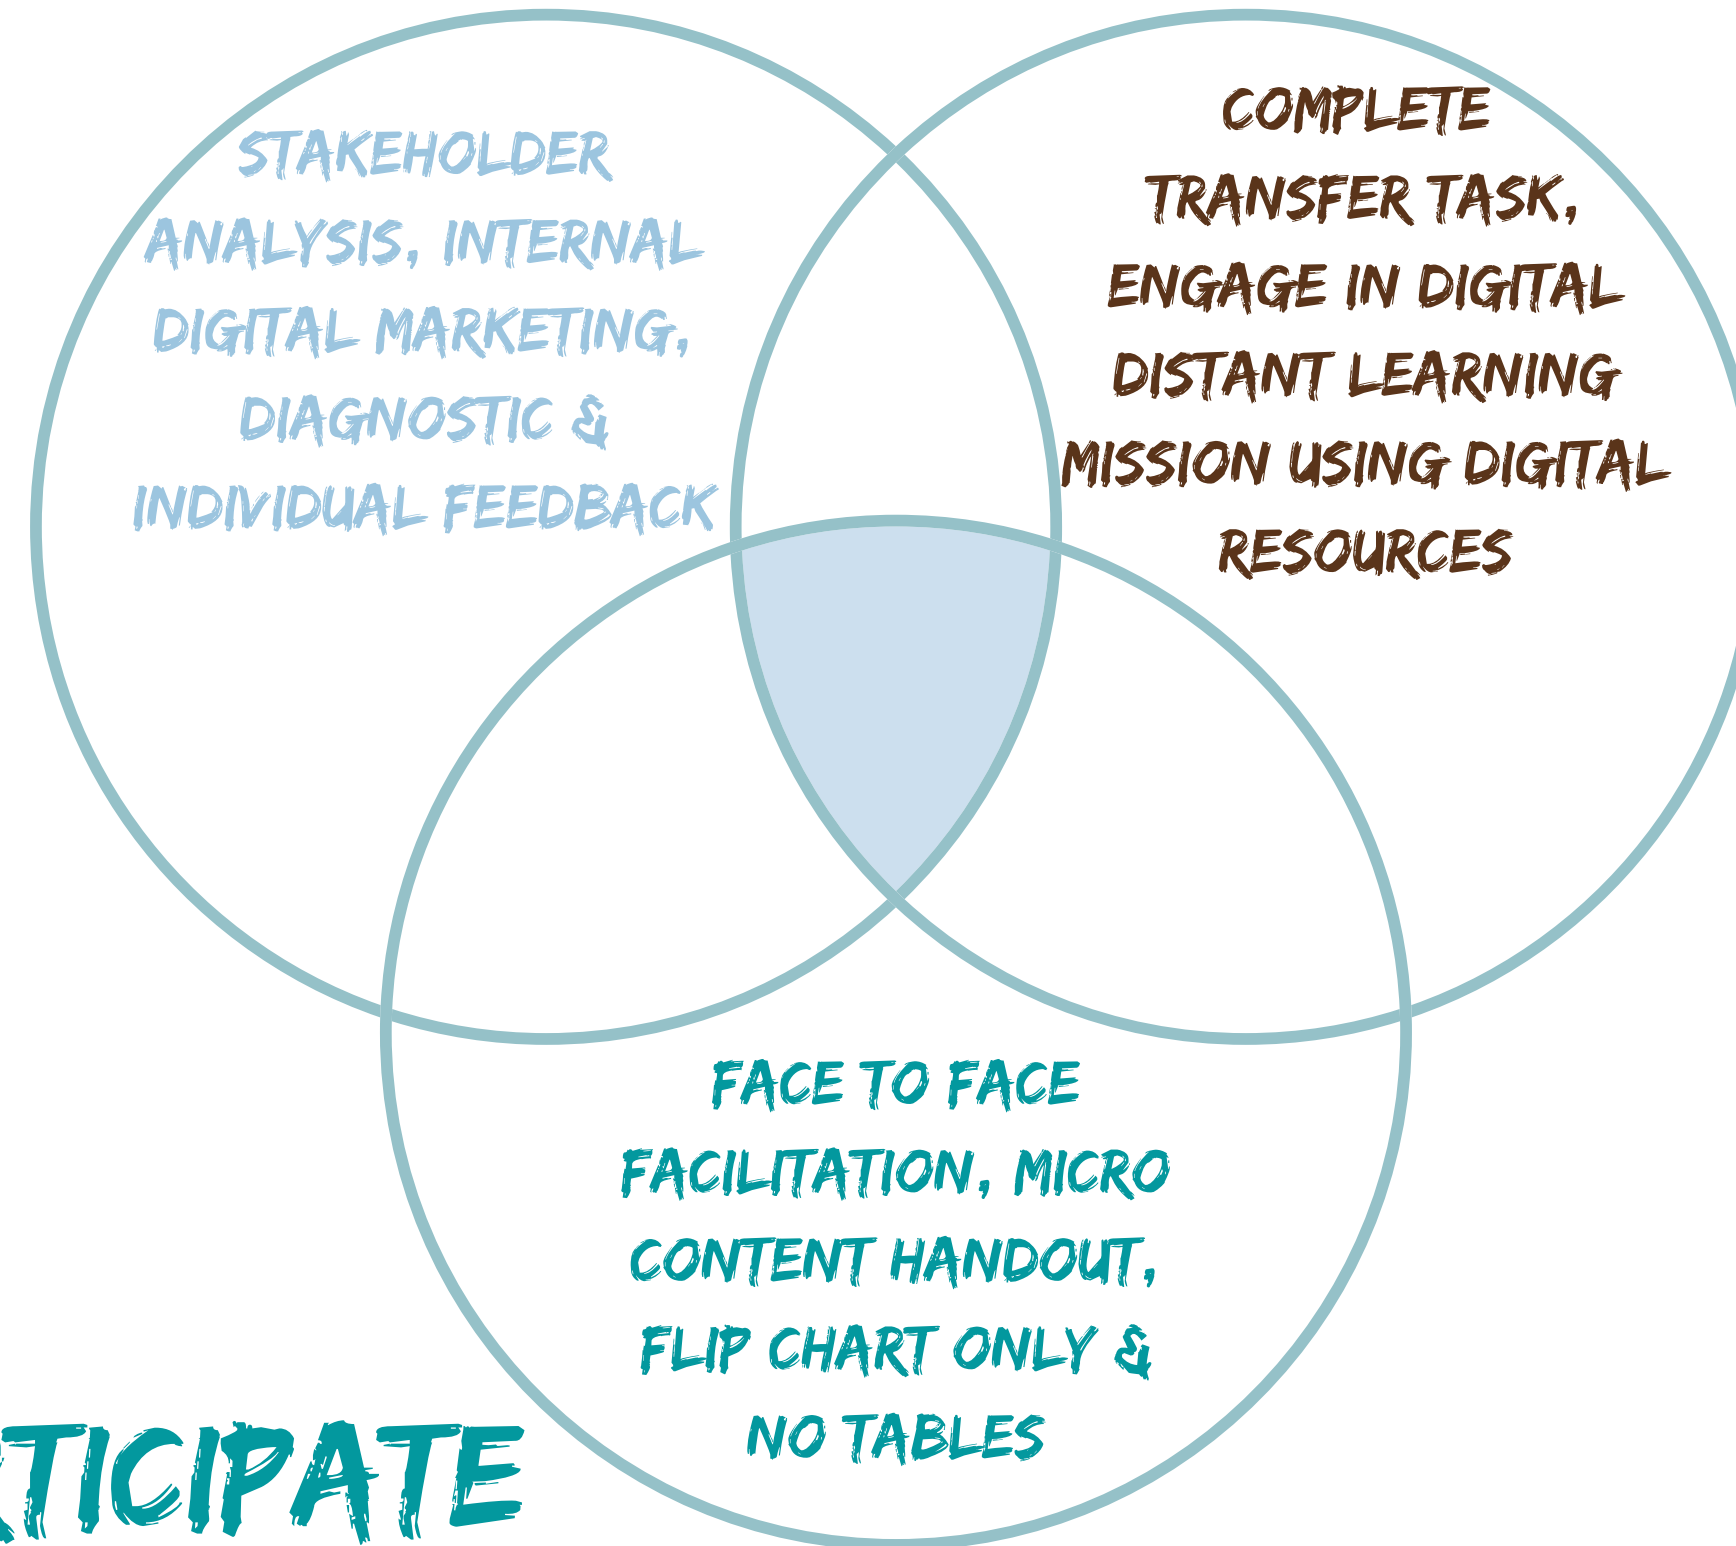 STAKEHOLDER
ANALYSIS, INTERNAL
DIGITAL MARKETING,
DIAGNOSTIC &
INDIVIDUAL FEEDBACK
COMPLETE
TRANSFER TASK,
ENGAGE IN DIGITAL
DISTANT LEARNING
MISSION USING DIGITAL
RESOURCES
FACE TO FACE
FACILITATION, MICRO
CONTENT HANDOUT,
FLIP CHART ONLY &
NO TABLES
RTICIPATE